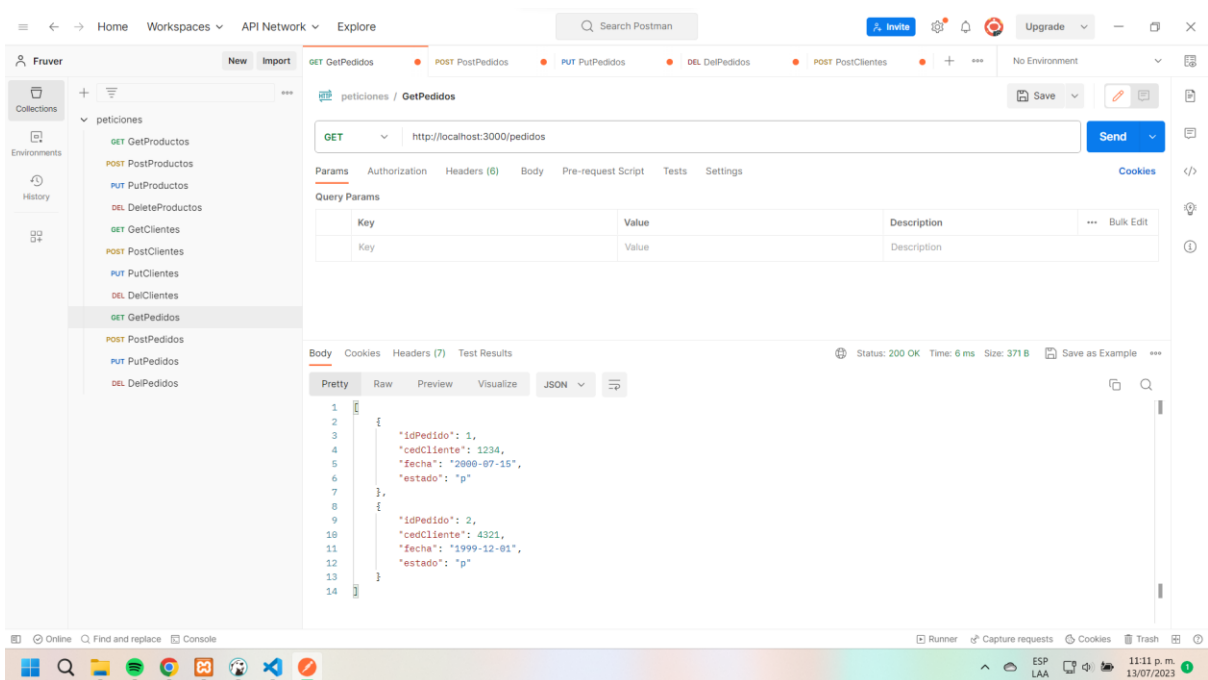 Home Workspaces API Network Explore Search Postman Invite Upgrade
Fruver New Import GET GetPedidos POST PostPedidos PUT PutPedidos DEL DelPedidos POST PostClientes No Environment
Collections
Environments
History
peticiones
GET GetProductos
POST PostProductos
PUT PutProductos
DEL DeleteProductos
GET GetClientes
POST PostClientes
PUT PutClientes
DEL DelClientes
GET GetPedidos
POST PostPedidos
PUT PutPedidos
DEL DelPedidos
HTTP peticiones / GetPedidos Save
GET http://localhost:3000/pedidos Send
Params Authorization Headers (6) Body Pre-request Script Tests Settings Cookies
Query Params
Key Value Description Bulk Edit
Key Value Description
Body Cookies Headers (7) Test Results Status: 200 OK Time: 6 ms Size: 371 B Save as Example
Pretty Raw Preview Visualize JSON
1 [
2 {
3 "idPedido": 1,
4 "cedCliente": 1234,
5 "fecha": "2000-07-15",
6 "estado": "p"
7 },
8 {
9 "idPedido": 2,
10 "cedCliente": 4321,
11 "fecha": "1999-12-01",
12 "estado": "p"
13 }
14 ]
Online Find and replace Console Runner Capture requests Cookies Trash
ESP
LAA
11:11 p. m.
13/07/2023
1